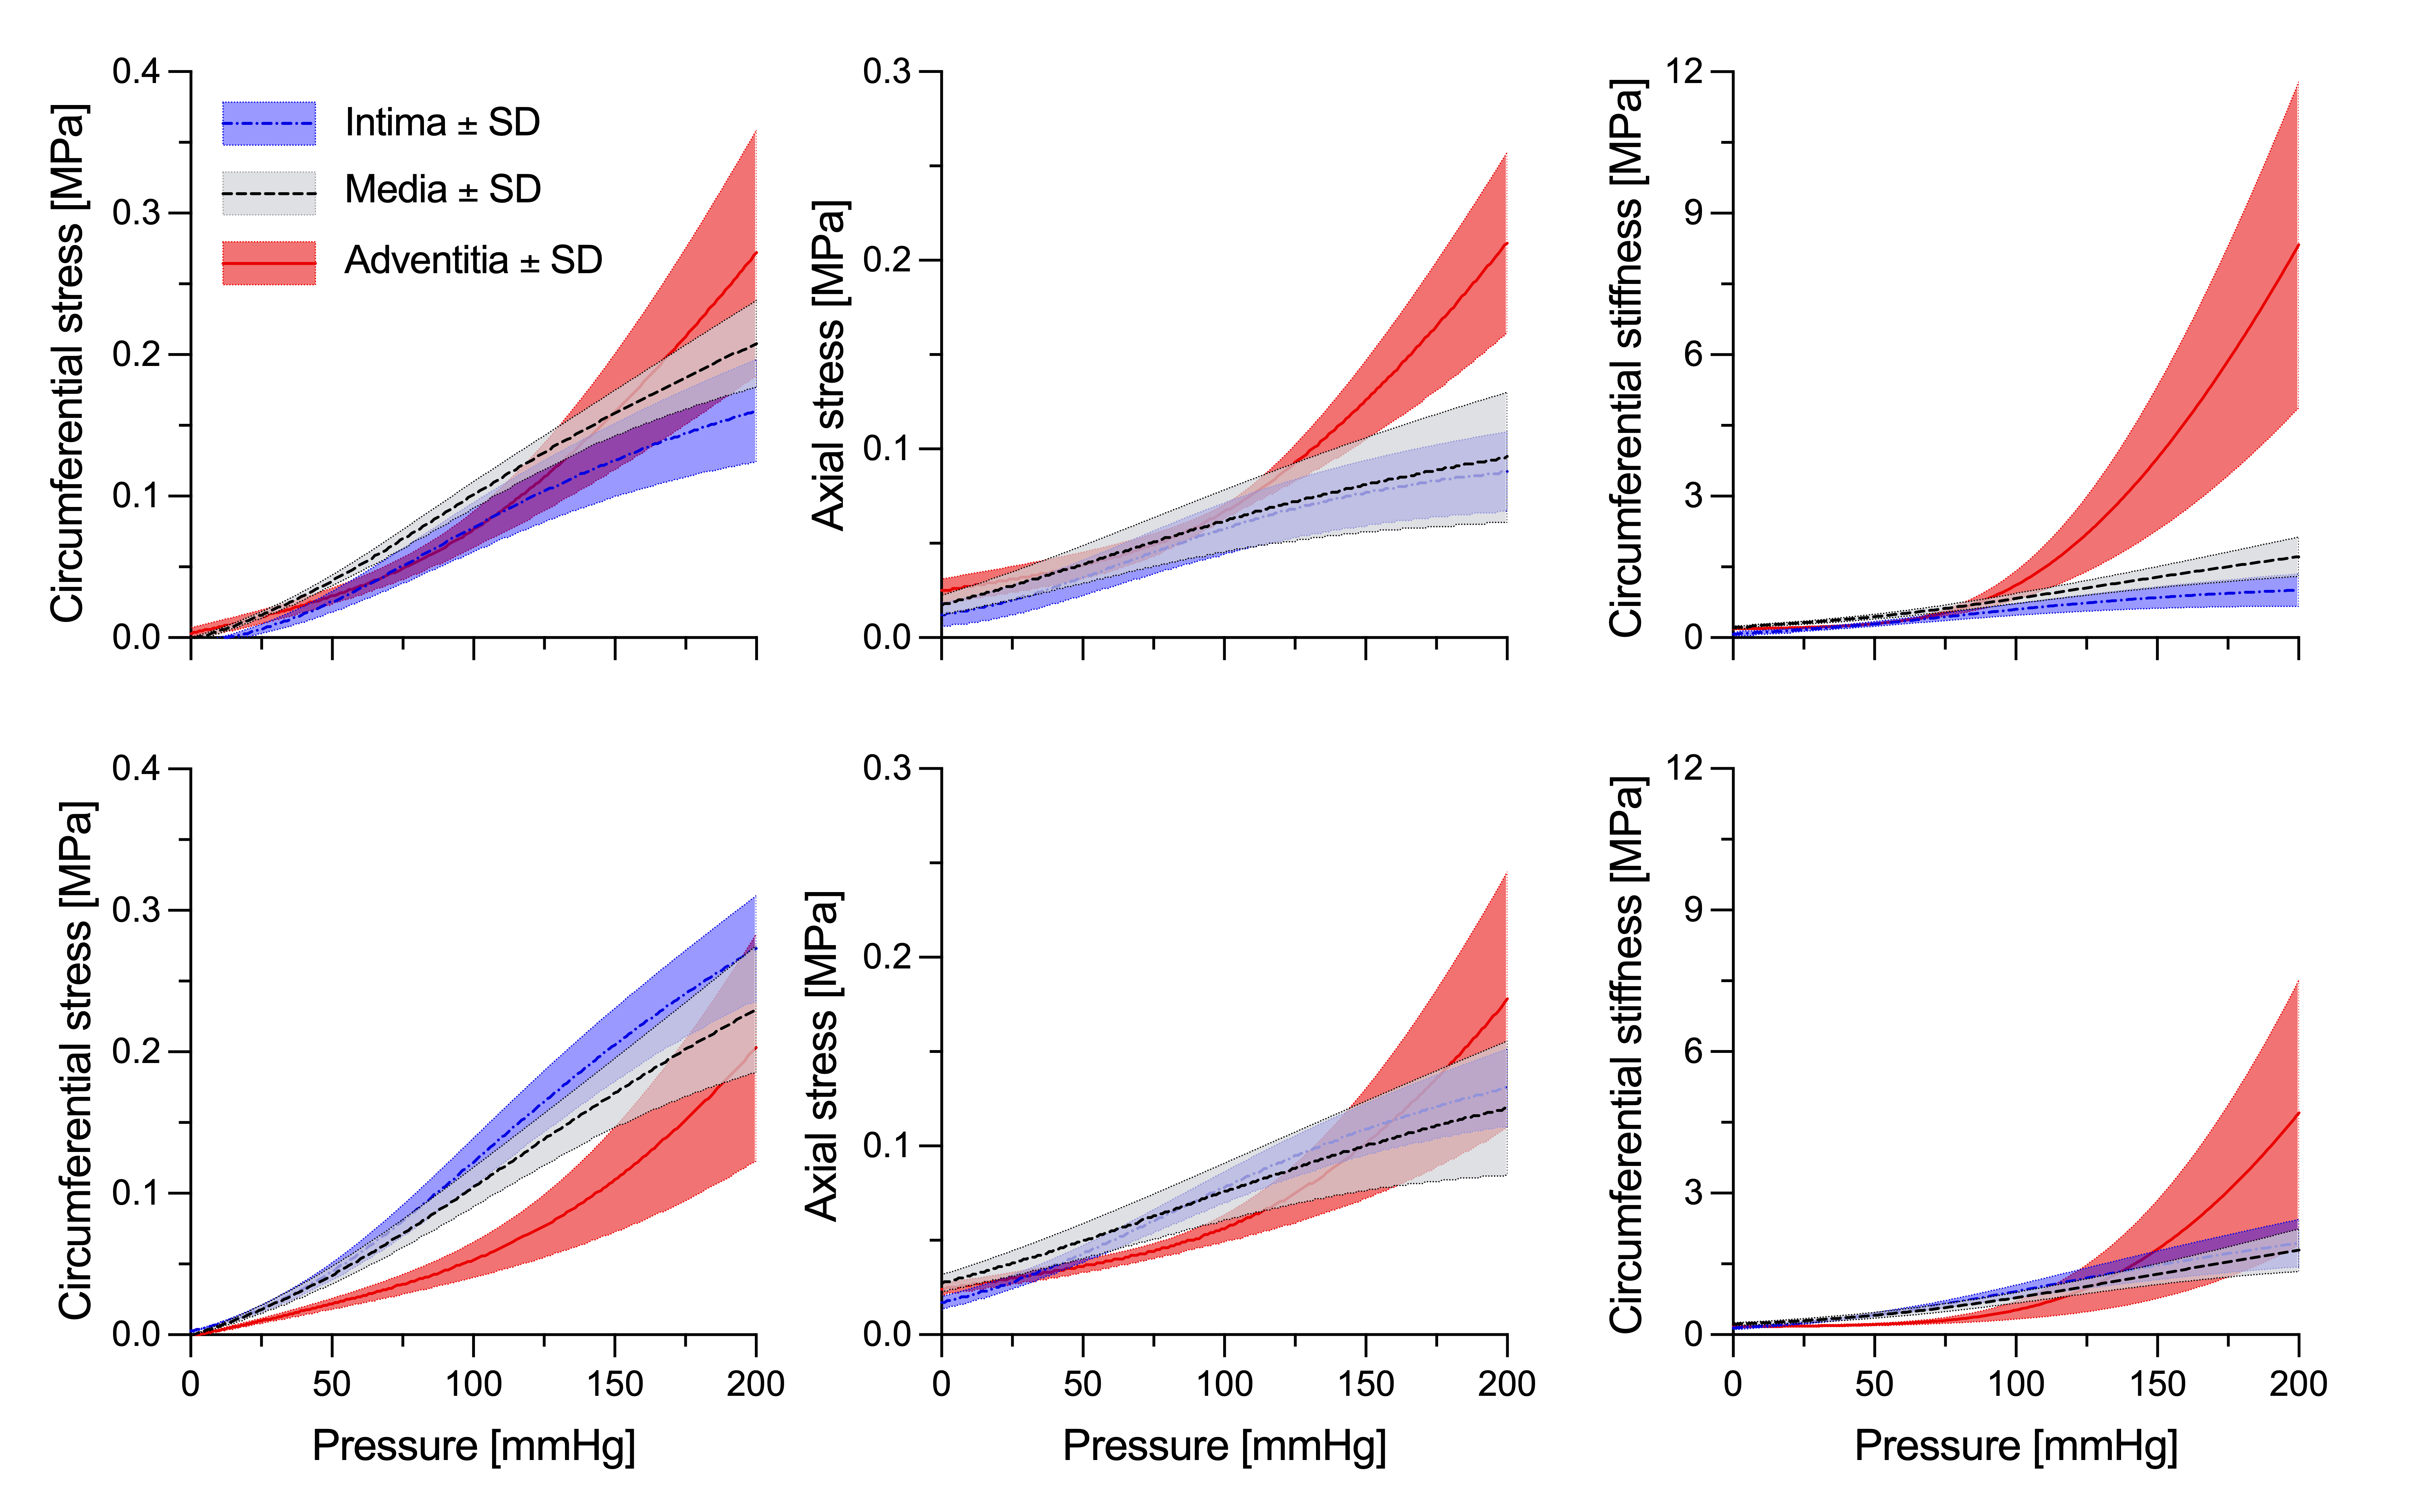 Circumferential stress [MPa]
0.4
0.3
0.2
0.1
0.0
Intima ± SD
Media ± SD
Adventitia ± SD
Axial stress [MPa]
0.3
0.2
0.1
0.0
Circumferential stiffness [MPa]
12
9
6
3
0
Circumferential stress [MPa]
0.4
0.3
0.2
0.1
0.0
0 50 100 150 200
Pressure [mmHg]
Axial stress [MPa]
0.3
0.2
0.1
0.0
0 50 100 150 200
Pressure [mmHg]
Circumferential stiffness [MPa]
12
9
6
3
0
0 50 100 150 200
Pressure [mmHg]